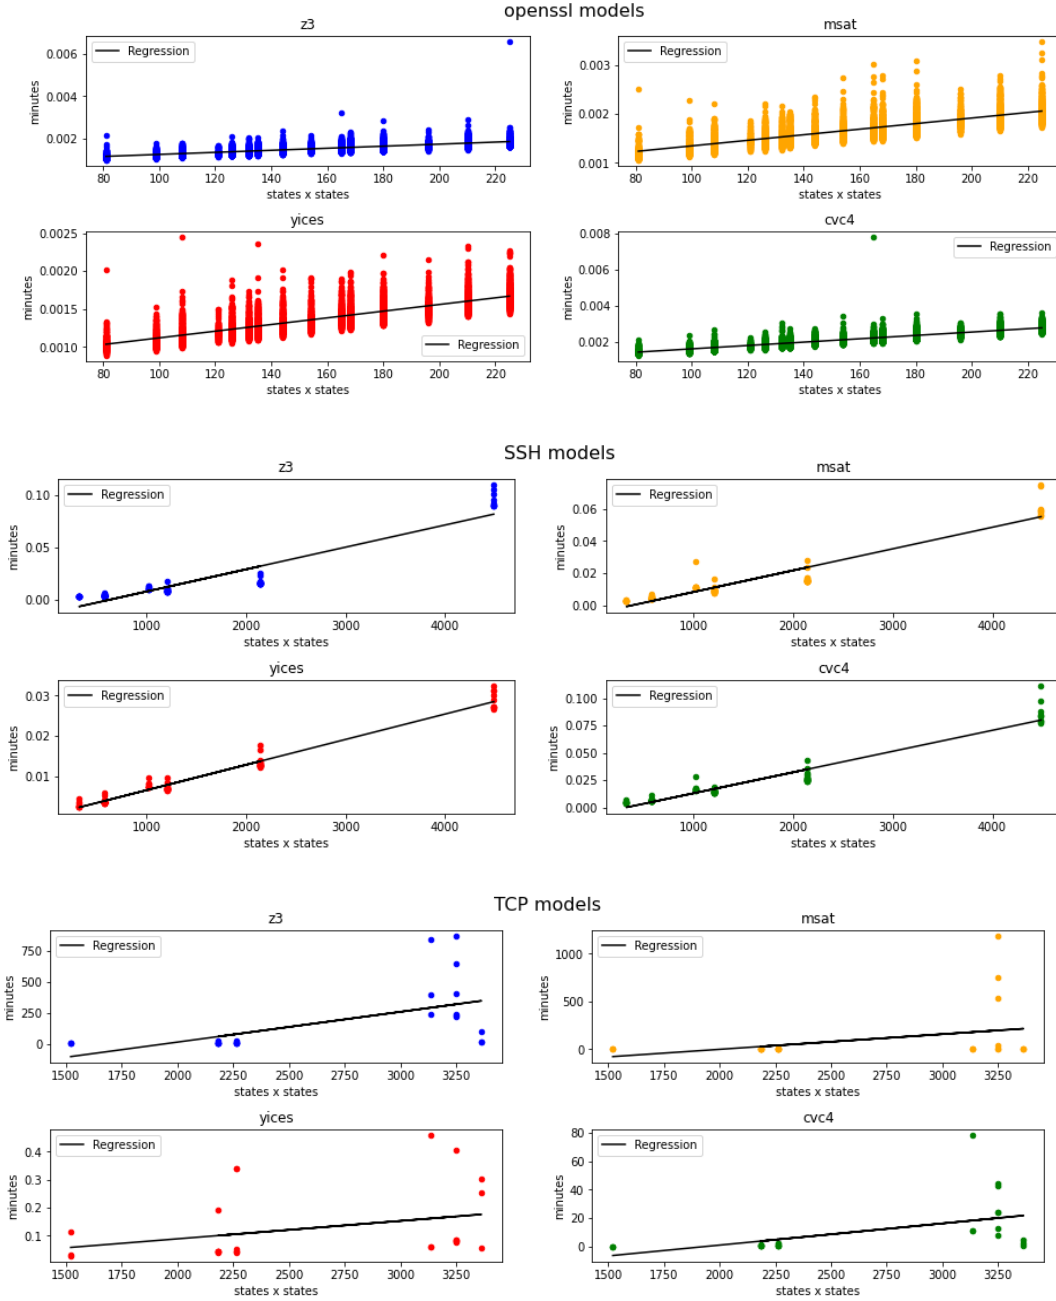 openssl models
z3
msat
minutes
0.006
0.004
0.002
Regression
80 100 120 140 160 180 200 220
states x states
minutes
0.003
0.002
0.001
Regression
80 100 120 140 160 180 200 220
states x states
yices
cvc4
minutes
0.0025
0.0020
0.0015
0.0010
Regression
80 100 120 140 160 180 200 220
states x states
minutes
0.008
0.006
0.004
0.002
Regression
80 100 120 140 160 180 200 220
states x states
SSH models
z3
msat
minutes
0.10
0.05
0.00
Regression
1000 2000 3000 4000
states x states
minutes
0.06
0.04
0.02
0.00
Regression
1000 2000 3000 4000
states x states
yices
cvc4
minutes
0.03
0.02
0.01
Regression
1000 2000 3000 4000
states x states
minutes
0.100
0.075
0.050
0.025
0.000
Regression
1000 2000 3000 4000
states x states
TCP models
z3
msat
minutes
750
500
250
0
Regression
1500 1750 2000 2250 2500 2750 3000 3250
states x states
minutes
1000
500
0
Regression
1500 1750 2000 2250 2500 2750 3000 3250
states x states
yices
cvc4
minutes
0.4
0.3
0.2
0.1
Regression
1500 1750 2000 2250 2500 2750 3000 3250
states x states
minutes
80
60
40
20
0
Regression
1500 1750 2000 2250 2500 2750 3000 3250
states x states